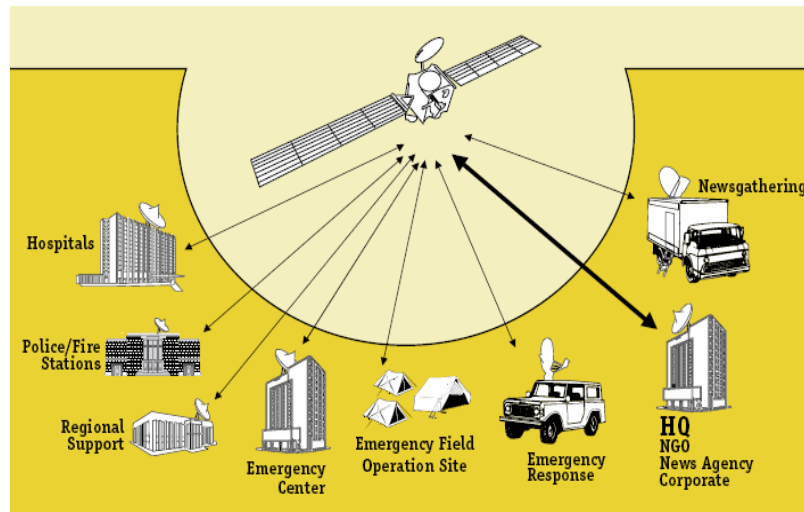 Newsgathering
Hospitals
Police/Fire
Stations
Regional
Support
Emergency
Center
Emergency Field
Operation Site
Emergency
Response
HQ
NGO
News Agency
Corporate